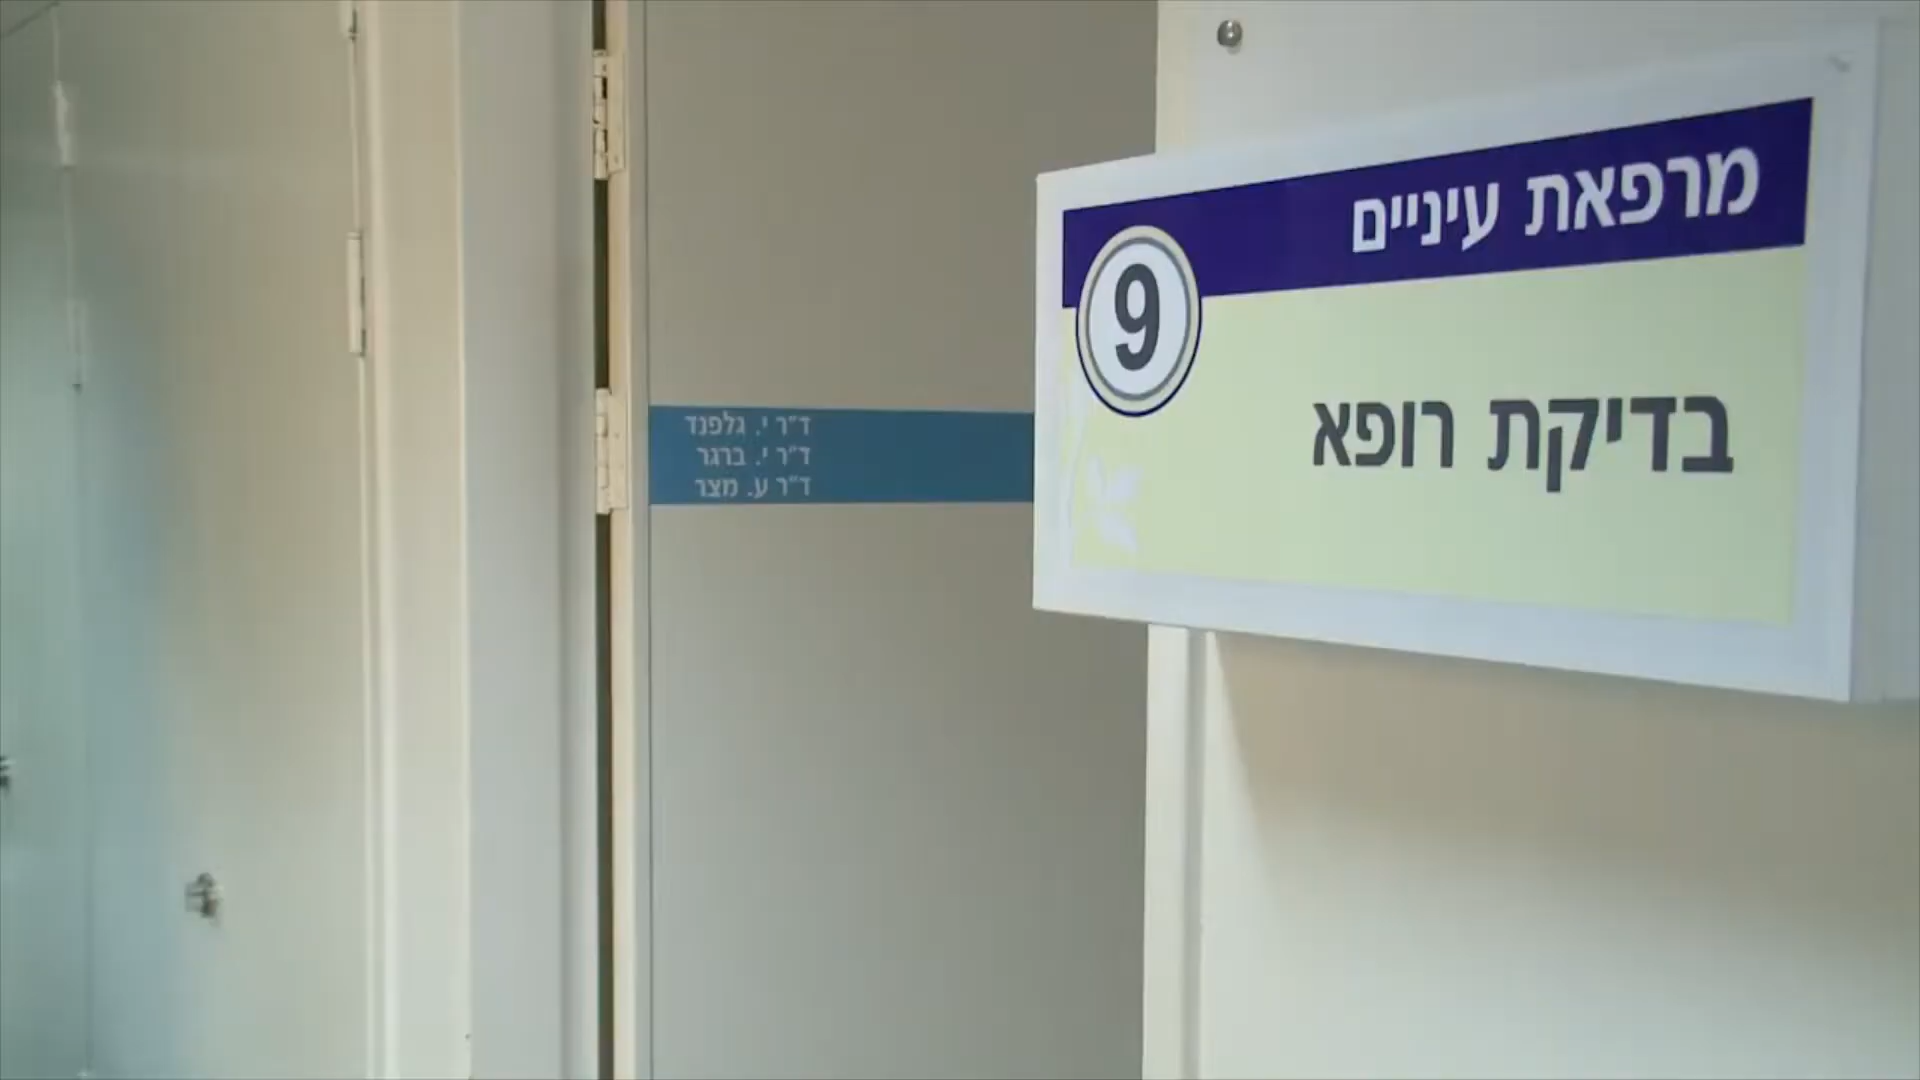 מרפאת עיניים
9
בדיקת רופא
ד״ר י. גלפנד
ד״ר י. ברגר
ד״ר ע. מצר